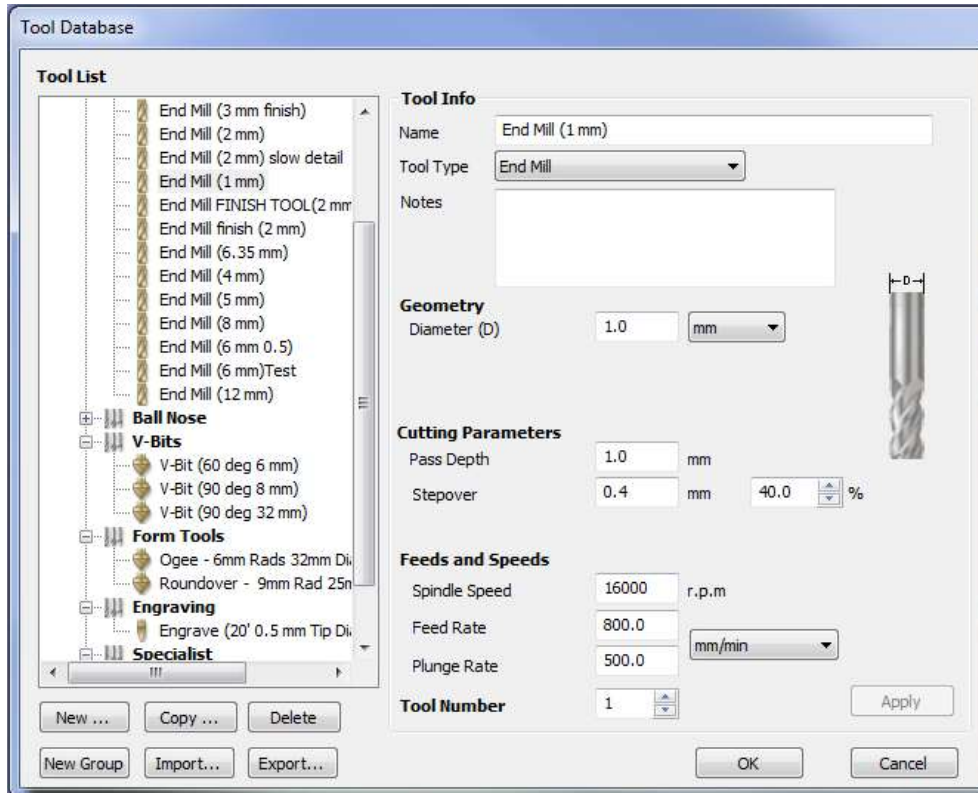 Tool Database
Tool List
End Mill (3 mm finish)
End Mill (2 mm)
End Mill (2 mm) slow detail
End Mill (1 mm)
End Mill FINISH TOOL(2 mm
End Mill finish (2 mm)
End Mill (6.35 mm)
End Mill (4 mm)
End Mill (5 mm)
End Mill (8 mm)
End Mill (6 mm 0.5)
End Mill (6 mm)Test
End Mill (12 mm)
Ball Nose
V-Bits
V-Bit (60 deg 6 mm)
V-Bit (90 deg 8 mm)
V-Bit (90 deg 32 mm)
Form Tools
Ogee - 6mm Rads 32mm Di
Roundover - 9mm Rad 25m
Engraving
Engrave (20' 0.5 mm Tip Di
Specialist
New ... Copy ... Delete
New Group Import... Export...
Tool Info
Name End Mill (1 mm)
Tool Type End Mill
Notes
D
Geometry
Diameter (D) 1.0 mm
Cutting Parameters
Pass Depth 1.0 mm
Stepover 0.4 mm 40.0 %
Feeds and Speeds
Spindle Speed 16000 r.p.m
Feed Rate 800.0
mm/min
Plunge Rate 500.0
Tool Number 1
Apply
OK Cancel